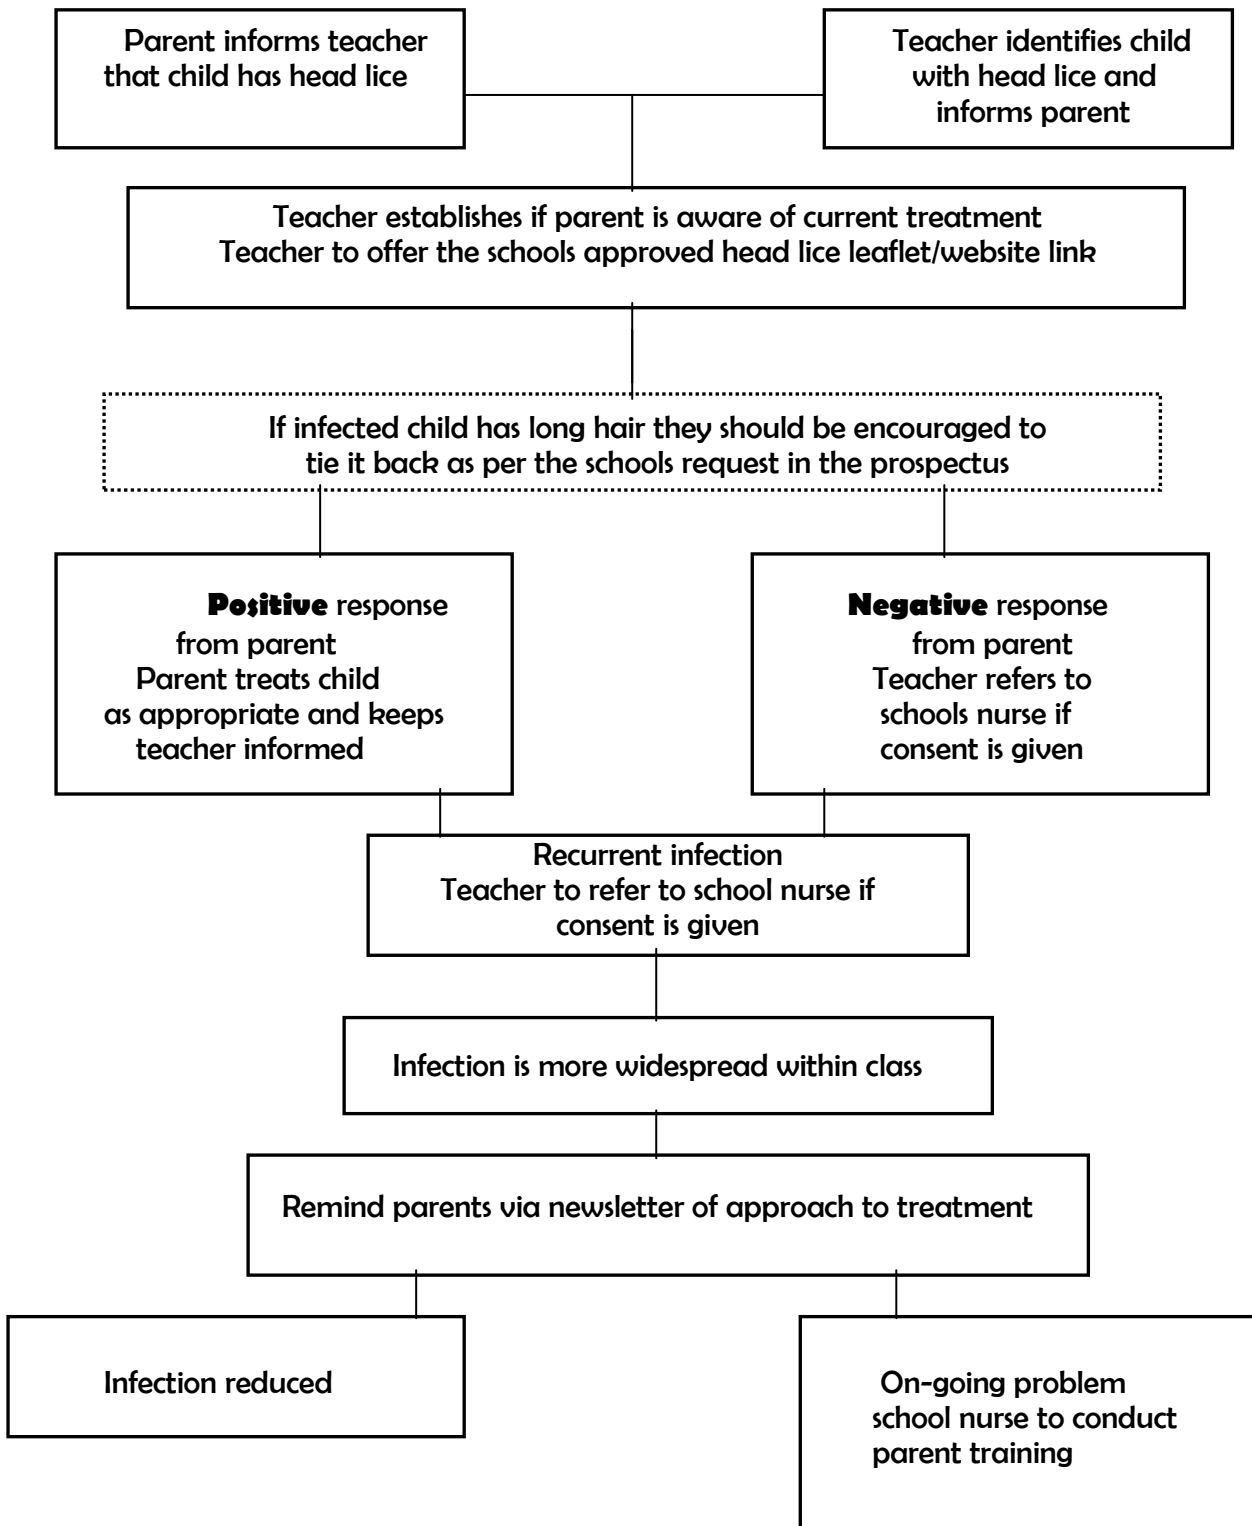 Parent informs teacher
that child has head lice
Teacher identifies child
with head lice and
informs parent
Teacher establishes if parent is aware of current treatment
Teacher to offer the schools approved head lice leaflet/website link
If infected child has long hair they should be encouraged to
tie it back as per the schools request in the prospectus
Positive response
from parent
Parent treats child
as appropriate and keeps
teacher informed
Negative response
from parent
Teacher refers to
schools nurse if
consent is given
Recurrent infection
Teacher to refer to school nurse if
consent is given
Infection is more widespread within class
Remind parents via newsletter of approach to treatment
Infection reduced
On-going problem
school nurse to conduct
parent training